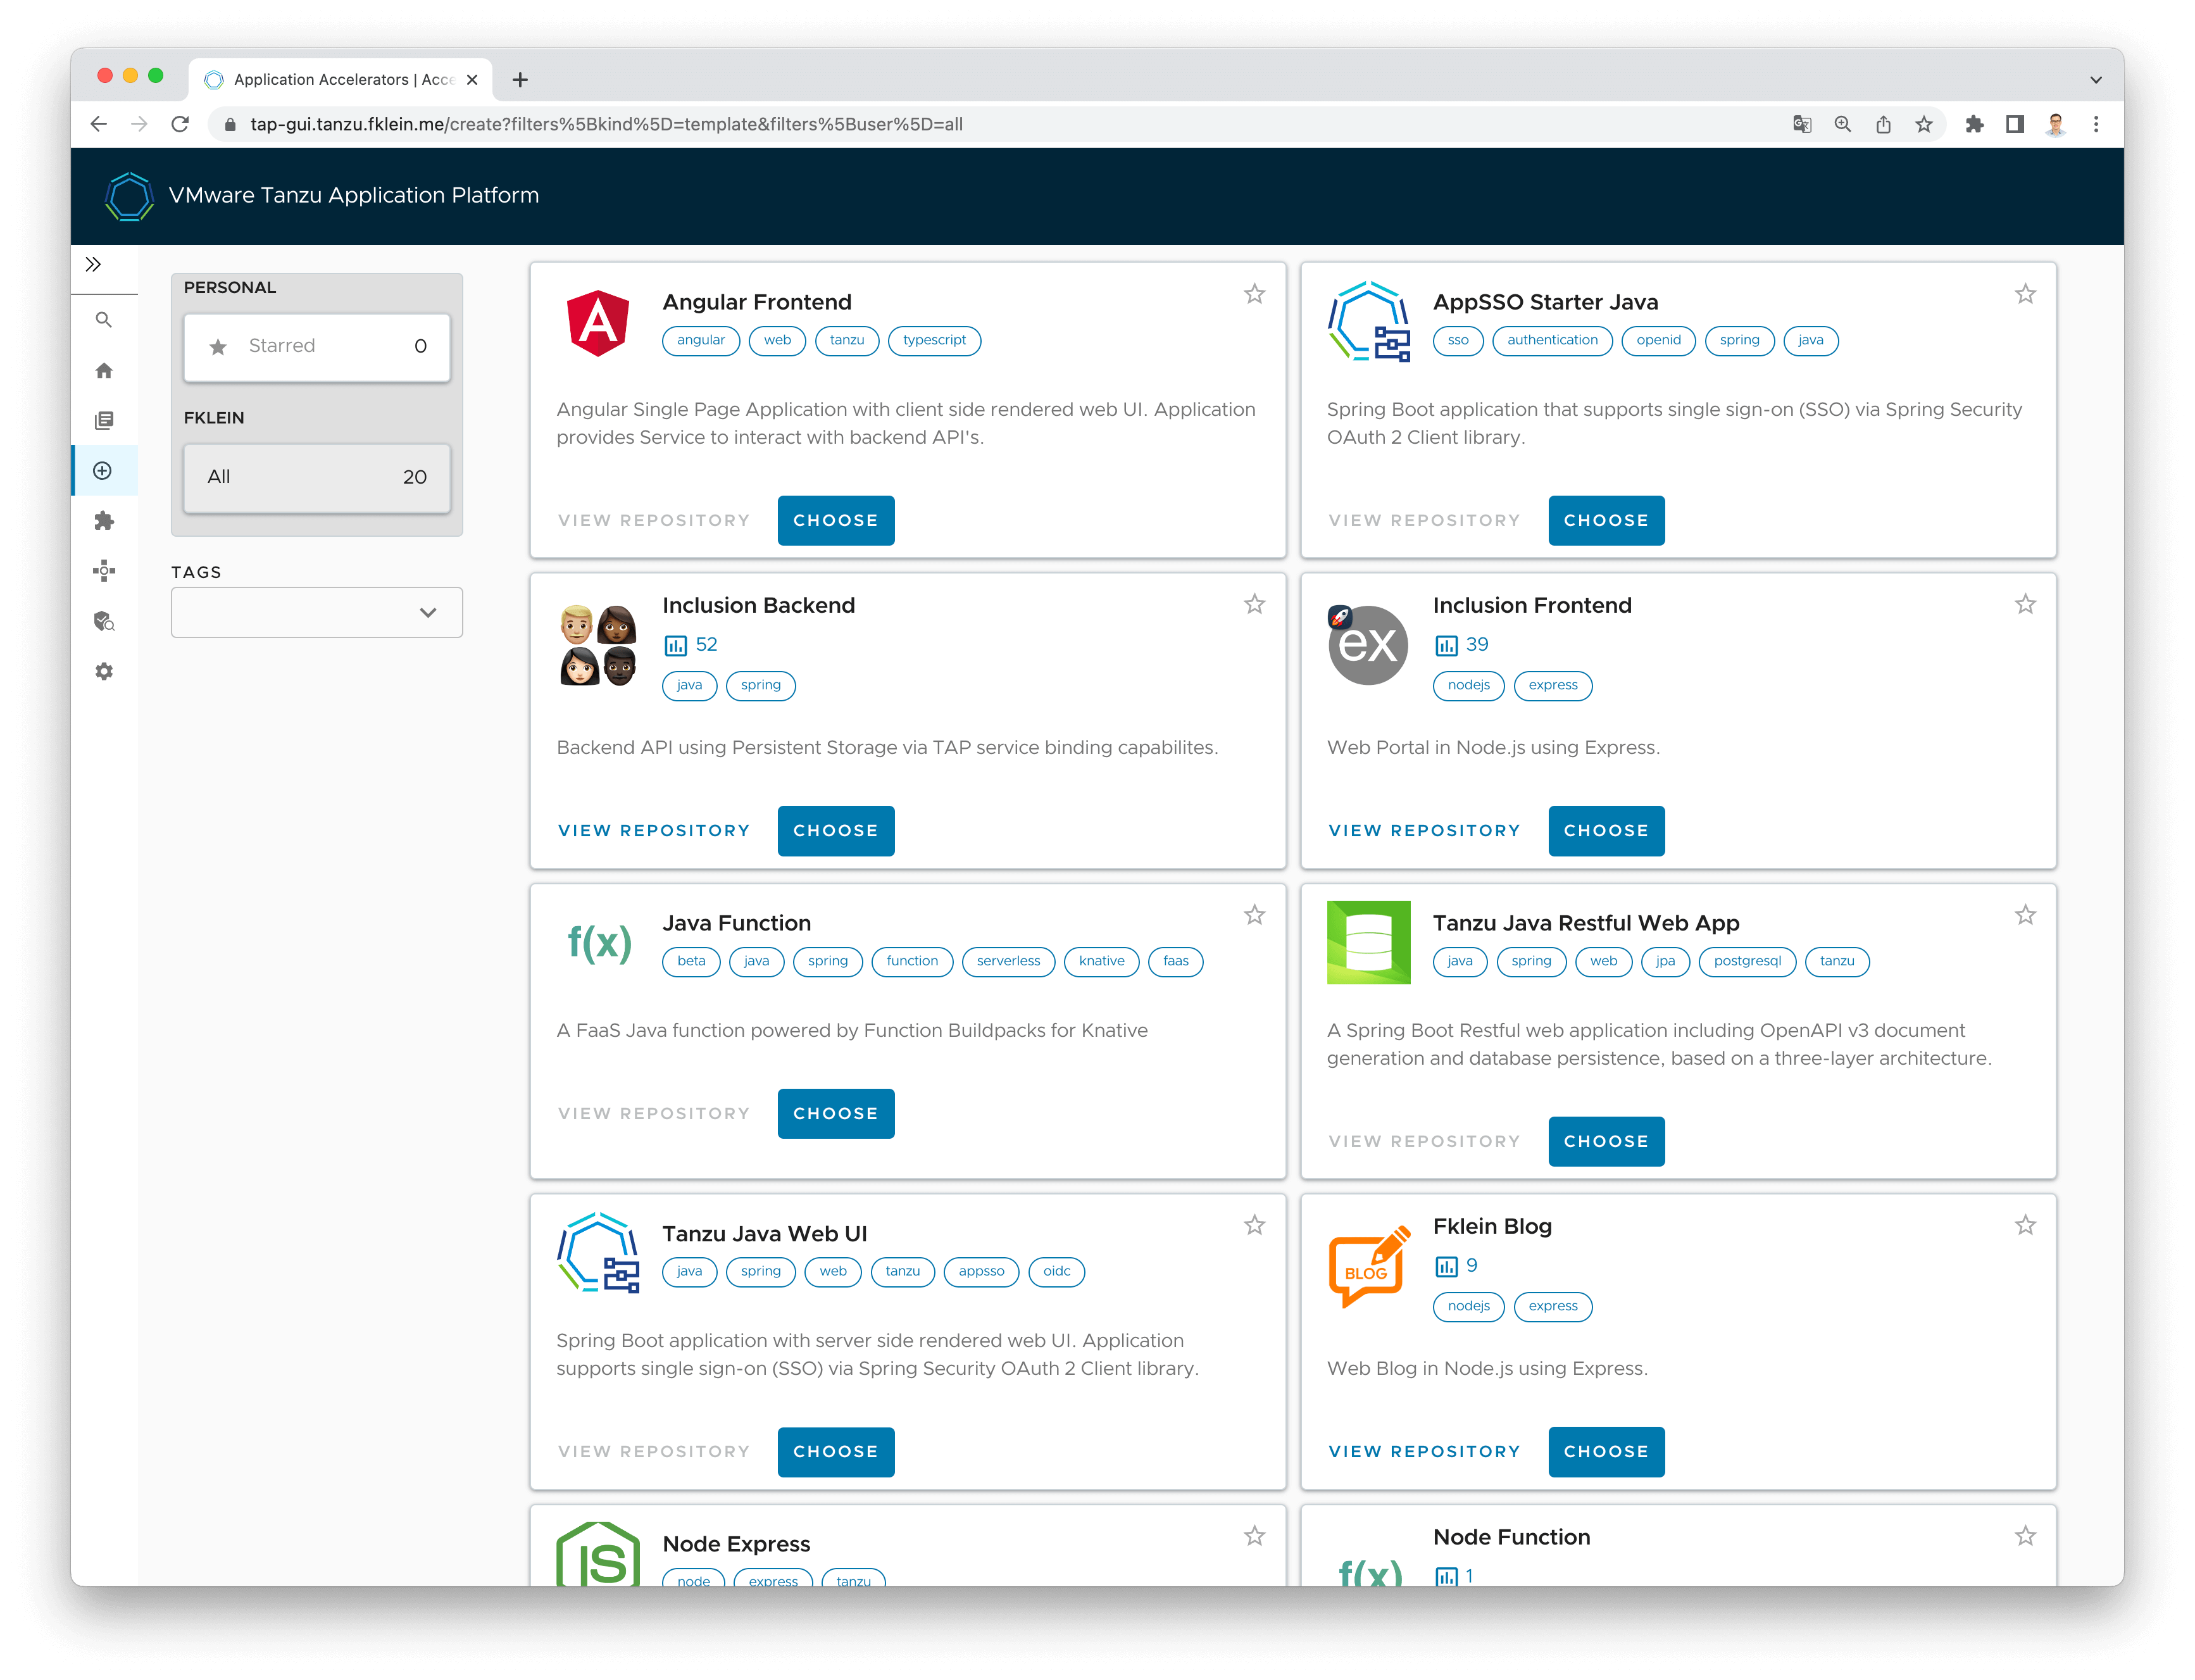 Application Accelerators | Acce
tap-gui.tanzu.fklein.me/create?filters%5Bkind%5D=template&filters%5Buser%5D=all
VMware Tanzu Application Platform
PERSONAL
Starred 0
FKLEIN
All 20
TAGS
Angular Frontend
angular web tanzu typescript
Angular Single Page Application with client side rendered web UI. Application
provides Service to interact with backend API's.
VIEW REPOSITORY CHOOSE
AppSSO Starter Java
sso authentication openid spring java
Spring Boot application that supports single sign-on (SSO) via Spring Security
OAuth 2 Client library.
VIEW REPOSITORY CHOOSE
Inclusion Backend
52
java spring
Backend API using Persistent Storage via TAP service binding capabilites.
VIEW REPOSITORY CHOOSE
ex
Inclusion Frontend
39
nodejs express
Web Portal in Node.js using Express.
VIEW REPOSITORY CHOOSE
f(x)
Java Function
beta java spring function serverless knative faas
A FaaS Java function powered by Function Buildpacks for Knative
VIEW REPOSITORY CHOOSE
Tanzu Java Restful Web App
java spring web jpa postgresql tanzu
A Spring Boot Restful web application including OpenAPI v3 document
generation and database persistence, based on a three-layer architecture.
VIEW REPOSITORY CHOOSE
Tanzu Java Web UI
java spring web tanzu appsso oidc
Spring Boot application with server side rendered web UI. Application
supports single sign-on (SSO) via Spring Security OAuth 2 Client library.
VIEW REPOSITORY CHOOSE
BLOG
Fklein Blog
9
nodejs express
Web Blog in Node.js using Express.
VIEW REPOSITORY CHOOSE
JS
Node Express
node express tanzu
f(x)
Node Function
1